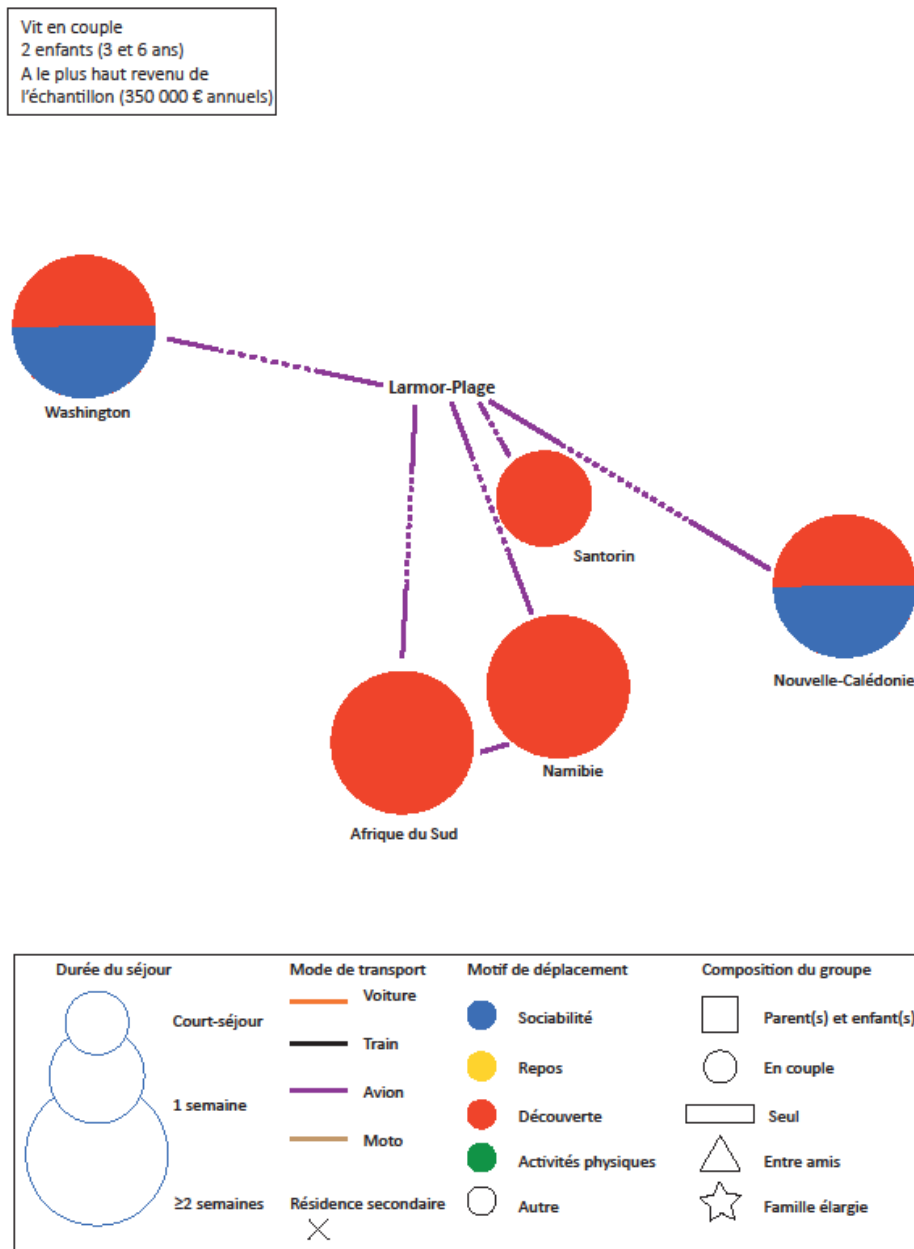 Vit en couple
2 enfants (3 et 6 ans)
A le plus haut revenu de
l'échantillon (350 000 € annuels)
Washington
Larmor-Plage
Santorin
Nouvelle-Calédonie
Namibie
Afrique du Sud
Durée du séjour
Court-séjour
1 semaine
≥2 semaines
Mode de transport
Voiture
Train
Avion
Moto
Résidence secondaire
Motif de déplacement
Sociabilité
Repos
Découverte
Activités physiques
Autre
Composition du groupe
Parent(s) et enfant(s)
En couple
Seul
Entre amis
Famille élargie